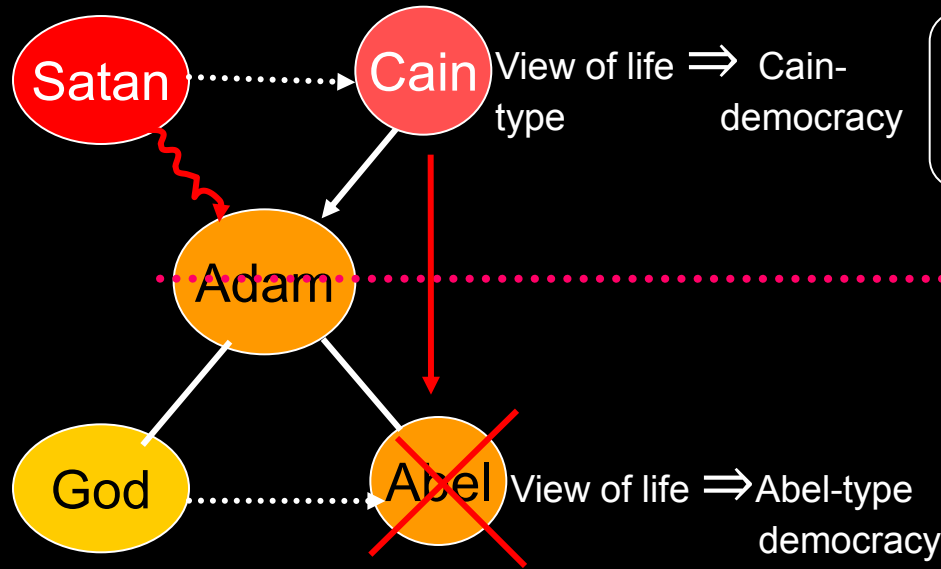 Satan
Cain
View of life ⇒ Cain-
type democracy
Adam
God
Abel
View of life ⇒Abel-type
democracy